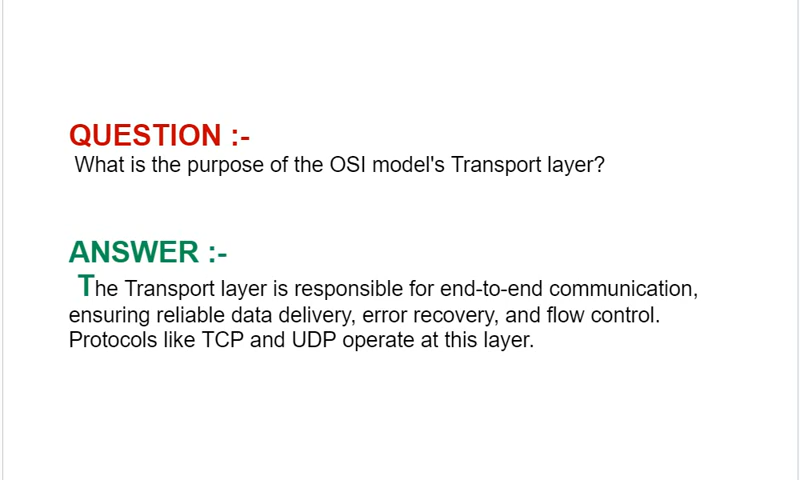 QUESTION :-
What is the purpose of the OSI model's Transport layer?
ANSWER :-
The Transport layer is responsible for end-to-end communication,
ensuring reliable data delivery, error recovery, and flow control.
Protocols like TCP and UDP operate at this layer.